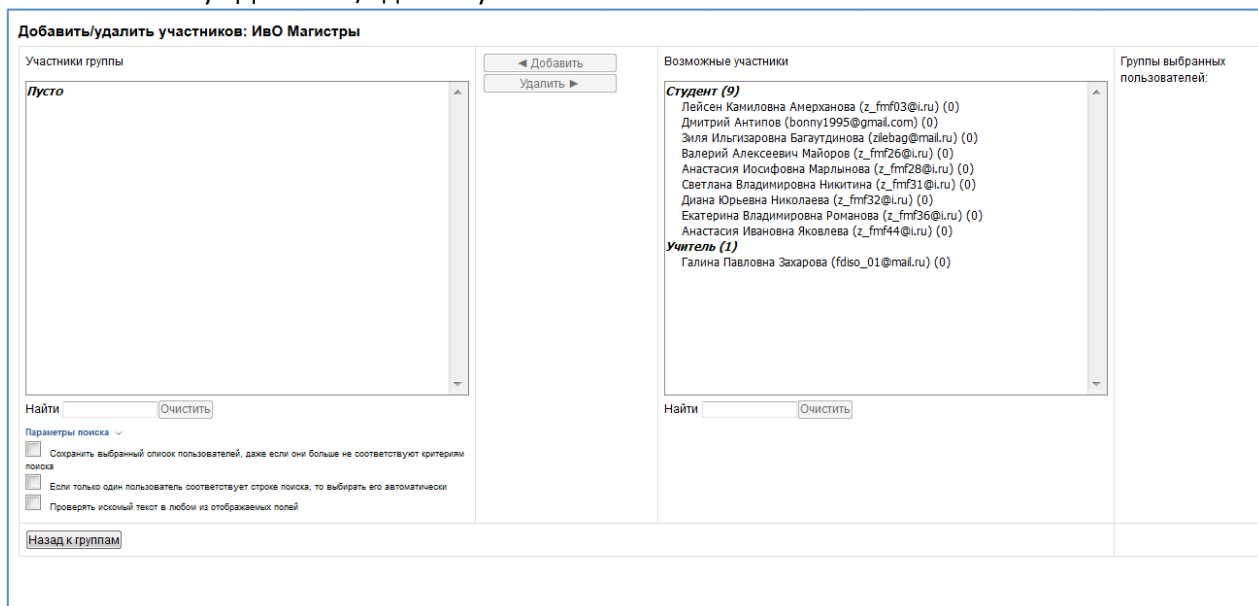 Добавить/удалить участников: ИвО Магистры
Участники группы
Пусто
Найти
Очистить
Параметры поиска
Сохранить выбранный список пользователей, даже если они больше не соответствуют критериям
поиска
Если только один пользователь соответствует строке поиска, то выбирать его автоматически
Проверять искомый текст в любом из отображаемых полей
◄ Добавить
Удалить ►
Возможные участники
Студент (9)
Лейсен Камиловна Амерханова (z_fmf03@i.ru) (0)
Дмитрий Антипов (bonny1995@gmail.com) (0)
Зиля Ильгизаровна Багаутдинова (zilebag@mail.ru) (0)
Валерий Алексеевич Майоров (z_fmf26@i.ru) (0)
Анастасия Иосифовна Марлынова (z_fmf28@i.ru) (0)
Светлана Владимировна Никитина (z_fmf31@i.ru) (0)
Диана Юрьевна Николаева (z_fmf32@i.ru) (0)
Екатерина Владимировна Романова (z_fmf36@i.ru) (0)
Анастасия Ивановна Яковлева (z_fmf44@i.ru) (0)
Учитель (1)
Галина Павловна Захарова (fdiso_01@mail.ru) (0)
Найти
Очистить
Группы выбранных
пользователей:
Назад к группам